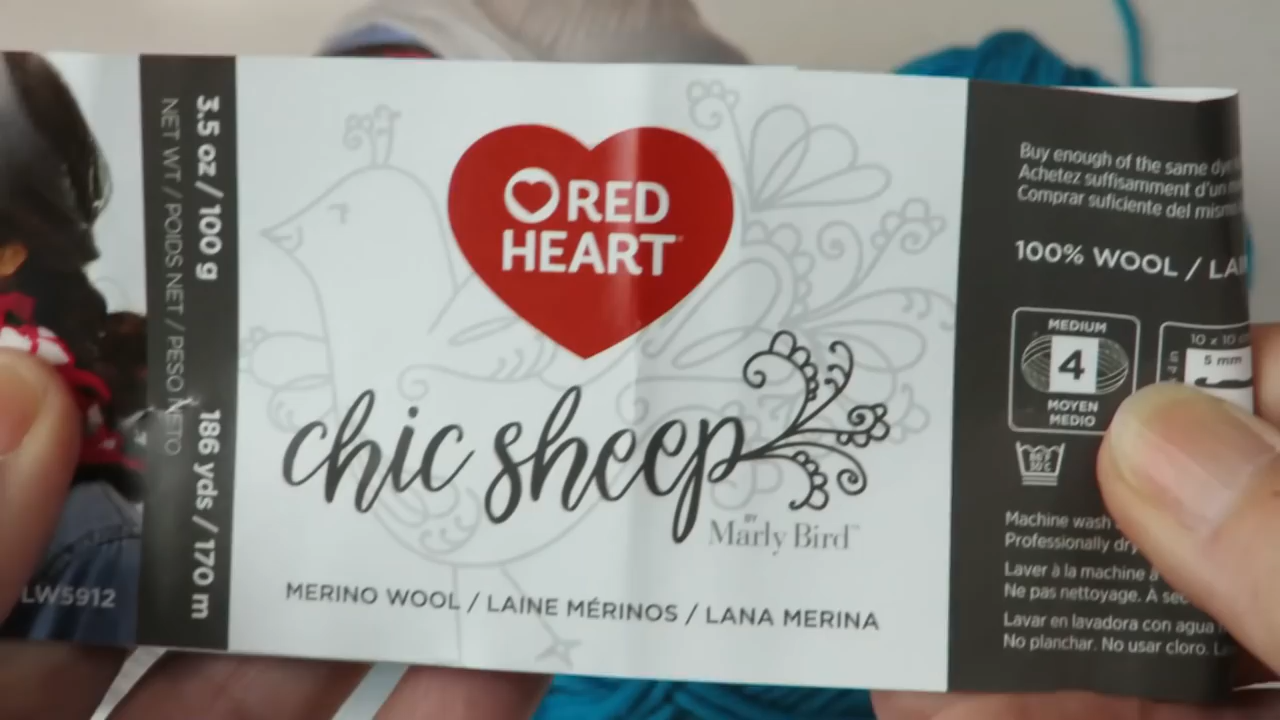 LW5912
3.5 oz / 100 g
186 yds / 170 m
NET WT / POIDS NET / PESO NETO
RED
HEART
chic sheep
BY
Marly Bird™
MERINO WOOL / LAINE MÉRINOS / LANA MERINA
Buy enough of the same dye
Achetez suffisamment d'un
Comprar suficiente del mismo
100% WOOL /
MEDIUM
4
MOYEN
MEDIO
10 x 10
5 mm
Machine wash
Professionally dry
Laver à la machine à
Ne pas nettoyage. À sec
Lavar en lavadora con agua
No planchar. No usar cloro.